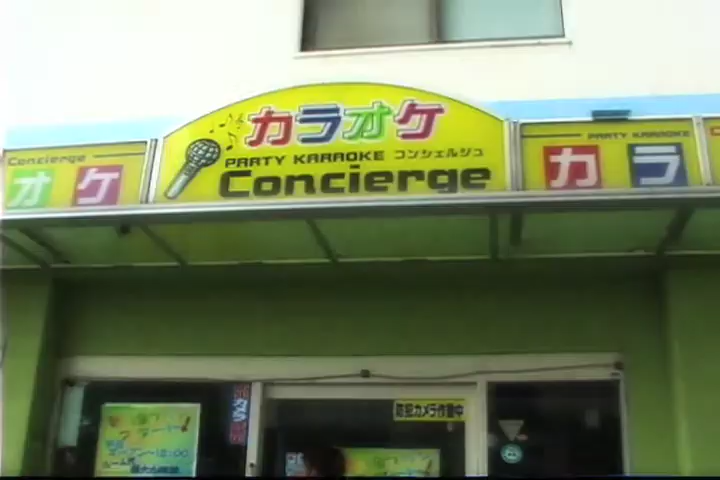 カラオケ
PARTY KARAOKE コンシェルジュ
Concierge
Concierge
オケ
PARTY KARAOKE
カラ
防犯カメラ作動中